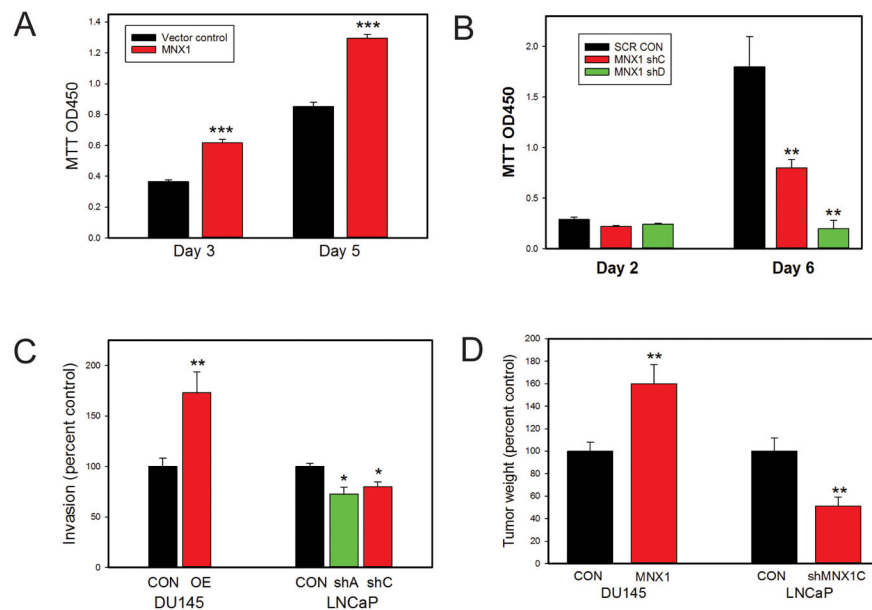 A
Vector control
MNX1
MTT OD450
1.4
1.2
1.0
0.8
0.6
0.4
0.2
0.0
***
***
Day 3
Day 5
B
SCR CON
MNX1 shC
MNX1 shD
MTT OD450
2.0
1.5
1.0
0.5
0.0
**
**
Day 2
Day 6
C
Invasion (percent control)
200
150
100
50
0
**
*
*
CON OE
CON shA shC
DU145
LNCaP
D
Tumor weight (percent control)
200
180
160
140
120
100
80
60
40
20
0
**
**
CON
MNX1
CON
shMNX1C
DU145
LNCaP